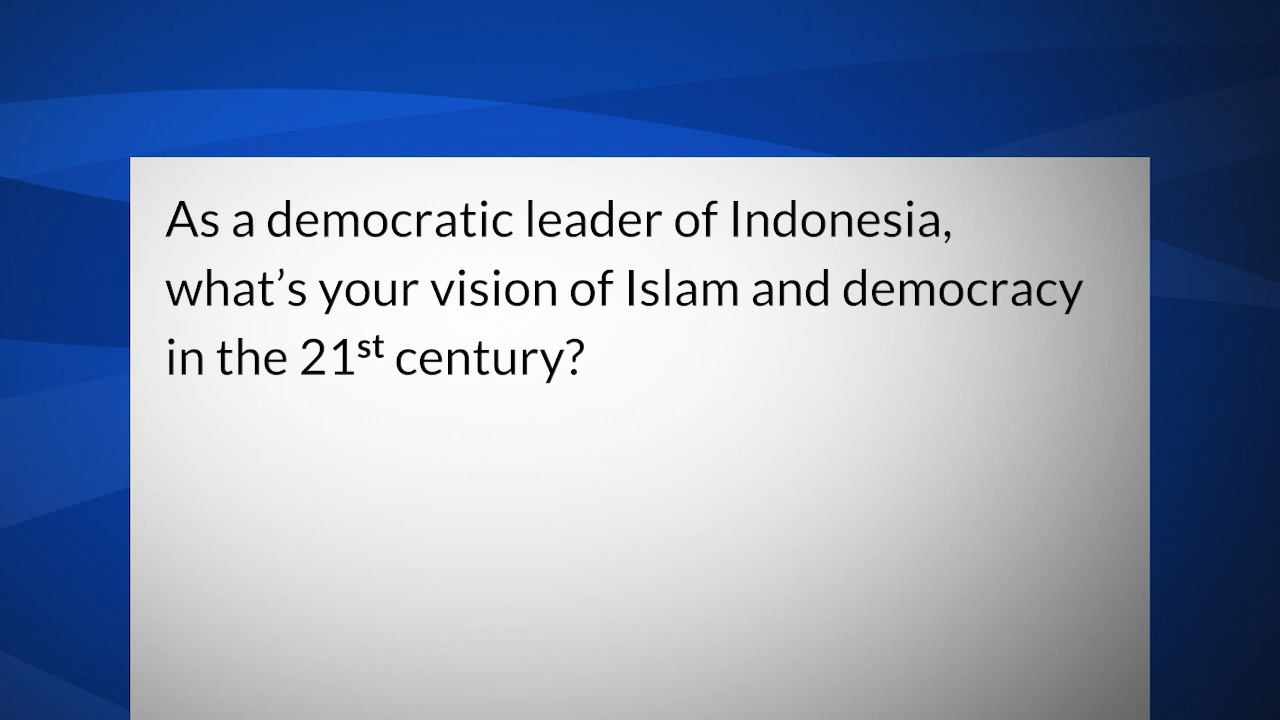 As a democratic leader of Indonesia,
what’s your vision of Islam and democracy
in the 21st century?